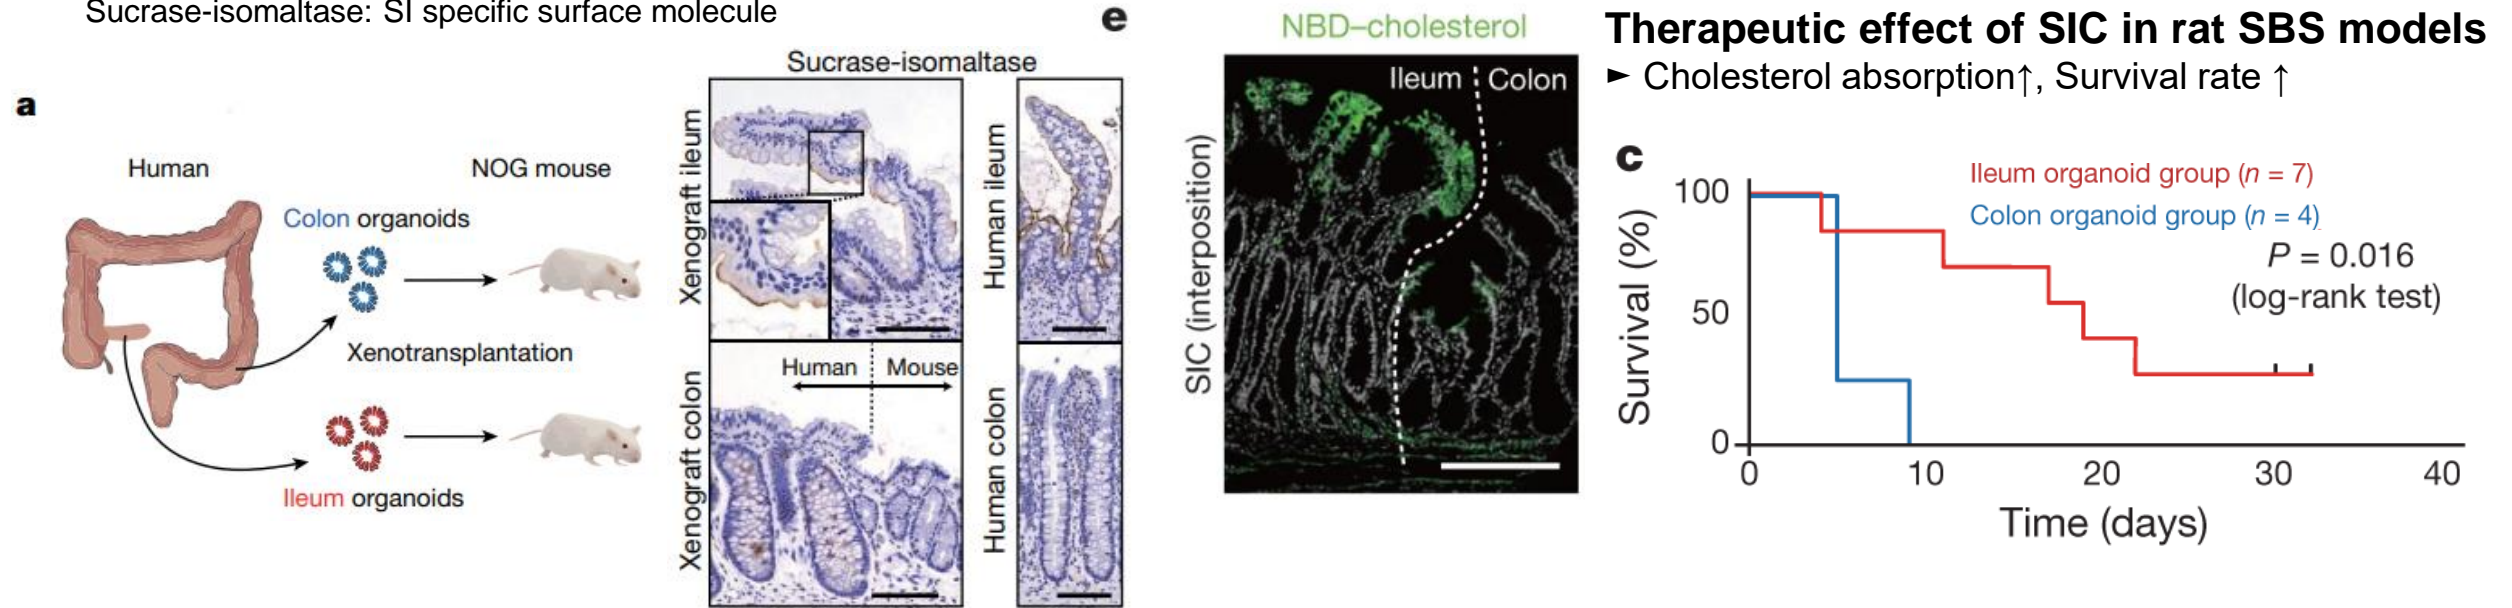 Sucrase-isomaltase: SI specific surface molecule
a
Human
NOG mouse
Colon organoids
Xenotransplantation
Ileum organoids
Sucrase-isomaltase
Xenograft ileum
Human ileum
Xenograft colon
Human
Mouse
Human colon
e
NBD–cholesterol
SIC (interposition)
Ileum
Colon
Therapeutic effect of SIC in rat SBS models
► Cholesterol absorption↑, Survival rate ↑
c
Ileum organoid group (n = 7)
Colon organoid group (n = 4)
P = 0.016
(log-rank test)
Survival (%)
100
50
0
0 10 20 30 40
Time (days)